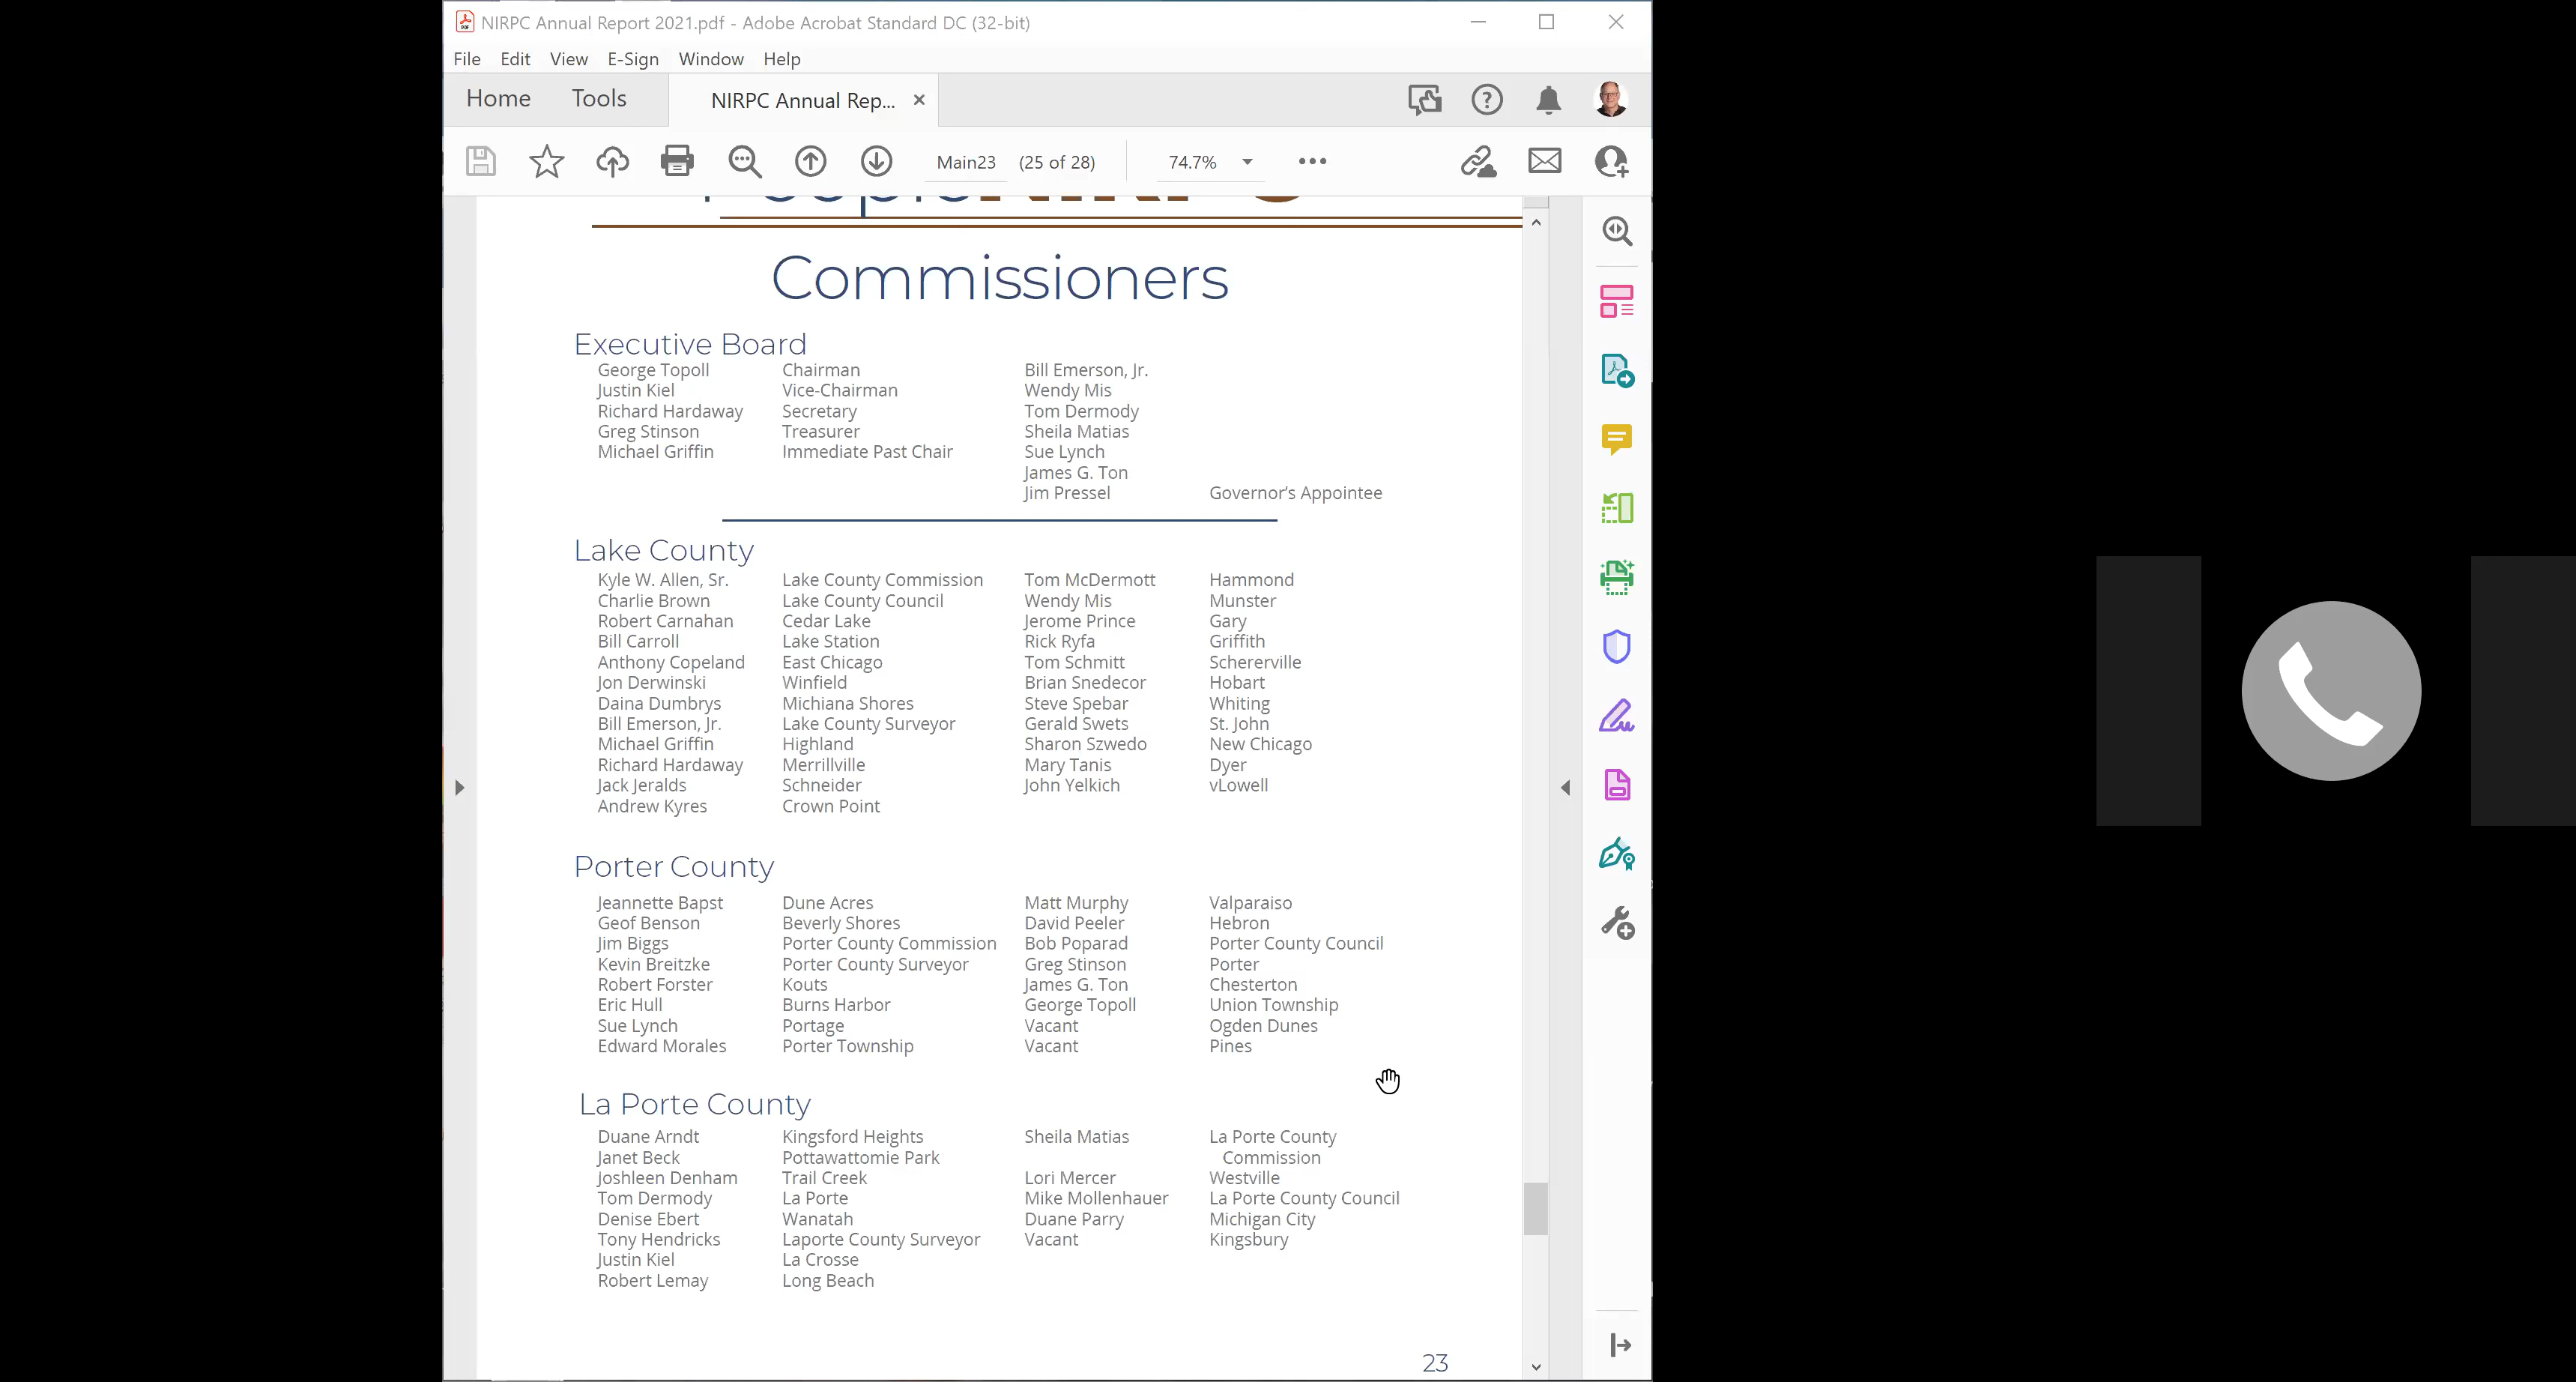 NIRPC Annual Report 2021.pdf - Adobe Acrobat Standard DC (32-bit)
File Edit View E-Sign Window Help
Home Tools NIRPC Annual Rep... ×
Main23 (25 of 28) 74.7%
Commissioners
Executive Board
George Topoll Chairman Bill Emerson, Jr.
Justin Kiel Vice-Chairman Wendy Mis
Richard Hardaway Secretary Tom Dermody
Greg Stinson Treasurer Sheila Matias
Michael Griffin Immediate Past Chair Sue Lynch
James G. Ton
Jim Pressel Governor's Appointee
Lake County
Kyle W. Allen, Sr. Lake County Commission Tom McDermott Hammond
Charlie Brown Lake County Council Wendy Mis Munster
Robert Carnahan Cedar Lake Jerome Prince Gary
Bill Carroll Lake Station Rick Ryfa Griffith
Anthony Copeland East Chicago Tom Schmitt Schererville
Jon Derwinski Winfield Brian Snedecor Hobart
Daina Dumbrys Michiana Shores Steve Spebar Whiting
Bill Emerson, Jr. Lake County Surveyor Gerald Swets St. John
Michael Griffin Highland Sharon Szwedo New Chicago
Richard Hardaway Merrillville Mary Tanis Dyer
Jack Jeralds Schneider John Yelkich vLowell
Andrew Kyres Crown Point
Porter County
Jeannette Bapst Dune Acres Matt Murphy Valparaiso
Geof Benson Beverly Shores David Peeler Hebron
Jim Biggs Porter County Commission Bob Poparad Porter County Council
Kevin Breitzke Porter County Surveyor Greg Stinson Porter
Robert Forster Kouts James G. Ton Chesterton
Eric Hull Burns Harbor George Topoll Union Township
Sue Lynch Portage Vacant Ogden Dunes
Edward Morales Porter Township Vacant Pines
La Porte County
Duane Arndt Kingsford Heights Sheila Matias La Porte County
Janet Beck Pottawattomie Park Commission
Joshleen Denham Trail Creek Lori Mercer Westville
Tom Dermody La Porte Mike Mollenhauer La Porte County Council
Denise Ebert Wanatah Duane Parry Michigan City
Tony Hendricks Laporte County Surveyor Vacant Kingsbury
Justin Kiel La Crosse
Robert Lemay Long Beach
23